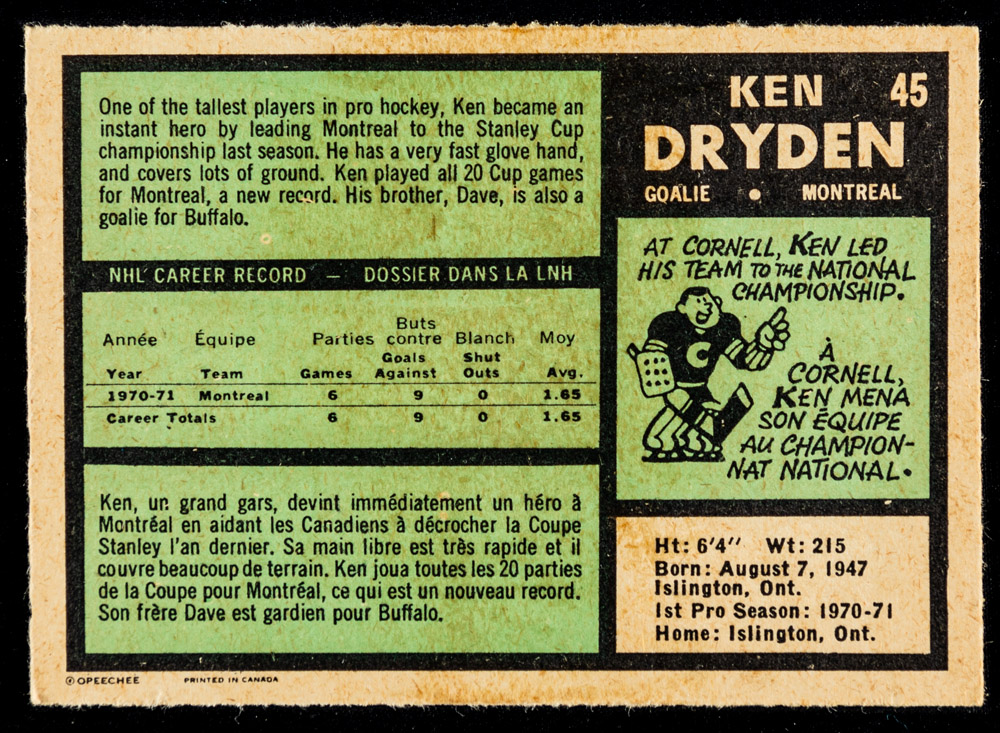 One of the tallest players in pro hockey, Ken became an
instant hero by leading Montreal to the Stanley Cup
championship last season. He has a very fast glove hand,
and covers lots of ground. Ken played all 20 Cup games
for Montreal, a new record. His brother, Dave, is also a
goalie for Buffalo.
NHL CAREER RECORD — DOSSIER DANS LA LNH
Année Équipe Parties Buts contre Blanch Moy
Year Team Games Goals Against Shut Outs Avg.
1970-71 Montreal 6 9 0 1.65
Career Totals 6 9 0 1.65
Ken, un grand gars, devint immédiatement un héro à
Montréal en aidant les Canadiens à décrocher la Coupe
Stanley l'an dernier. Sa main libre est très rapide et il
couvre beaucoup de terrain. Ken joua toutes les 20 parties
de la Coupe pour Montréal, ce qui est un nouveau record.
Son frère Dave est gardien pour Buffalo.
KEN 45
DRYDEN
GOALIE • MONTREAL
AT CORNELL, KEN LED
HIS TEAM TO THE NATIONAL
CHAMPIONSHIP.
C
À
CORNELL,
KEN MENA
SON ÉQUIPE
AU CHAMPION-
NAT NATIONAL.
Ht: 6'4" Wt: 215
Born: August 7, 1947
Islington, Ont.
1st Pro Season: 1970-71
Home: Islington, Ont.
© OPEECHEE PRINTED IN CANADA